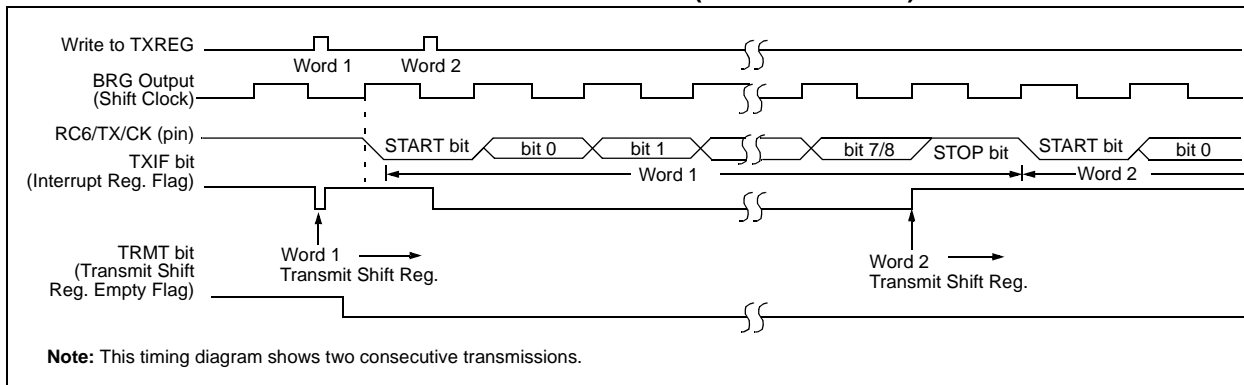 Write to TXREG
Word 1 Word 2
BRG Output
(Shift Clock)
RC6/TX/CK (pin)
START bit bit 0 bit 1 bit 7/8 STOP bit START bit bit 0
TXIF bit
(Interrupt Reg. Flag)
Word 1 Word 2
Word 1
Transmit Shift Reg.
Word 2
Transmit Shift Reg.
TRMT bit
(Transmit Shift
Reg. Empty Flag)
Note: This timing diagram shows two consecutive transmissions.